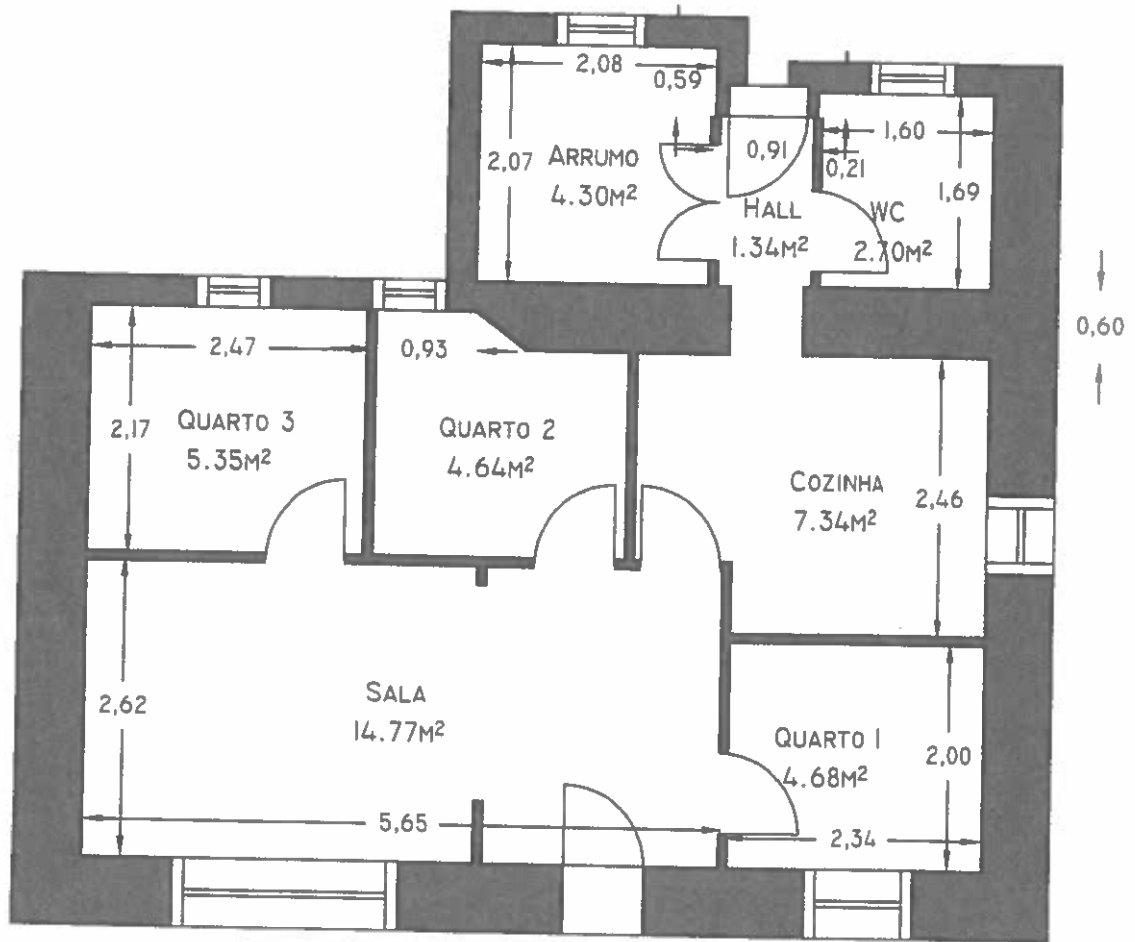 2,08
0,59
2,07
ARRUMO
4.30M²
0,91
HALL
1.34M²
1,60
0,21
1,69
WC
2.70M²
0,60
2,47
2,17
QUARTO 3
5.35M²
0,93
QUARTO 2
4.64M²
COZINHA
7.34M²
2,46
2,62
SALA
14.77M²
5,65
QUARTO 1
4.68M²
2,00
2,34